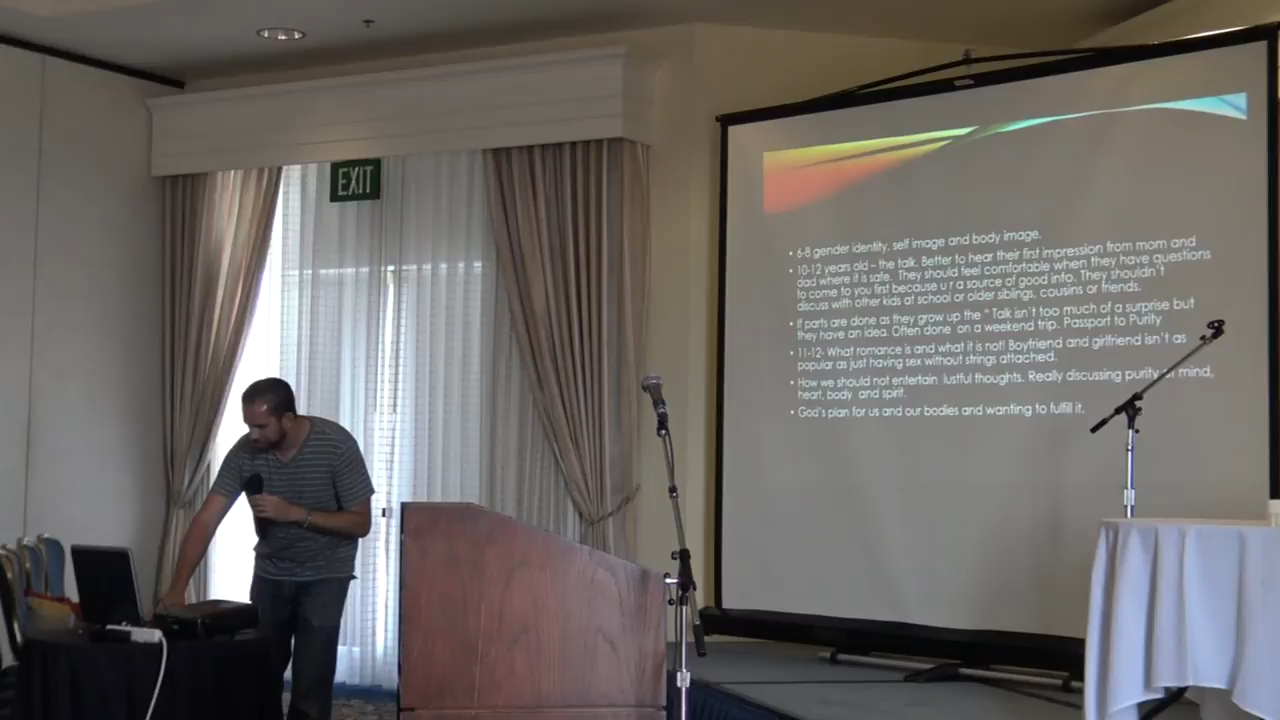 EXIT
• 6-8 gender identity, self image and body image.
• 10-12 years old – the talk. Better to hear their first impression from mom and
dad where it is safe. They should feel comfortable when they have questions
to come to you first because u r a source of good info. They shouldn't
discuss with other kids at school or older siblings, cousins or friends.
• If parts are done as they grow up the " Talk isn't too much of a surprise but
they have an idea. Often done on a weekend trip. Passport to Purity
• 11-12- What romance is and what it is not! Boyfriend and girlfriend isn't as
popular as just having sex without strings attached.
• How we should not entertain lustful thoughts. Really discussing purity of mind,
heart, body and spirit.
• God's plan for us and our bodies and wanting to fulfill it.